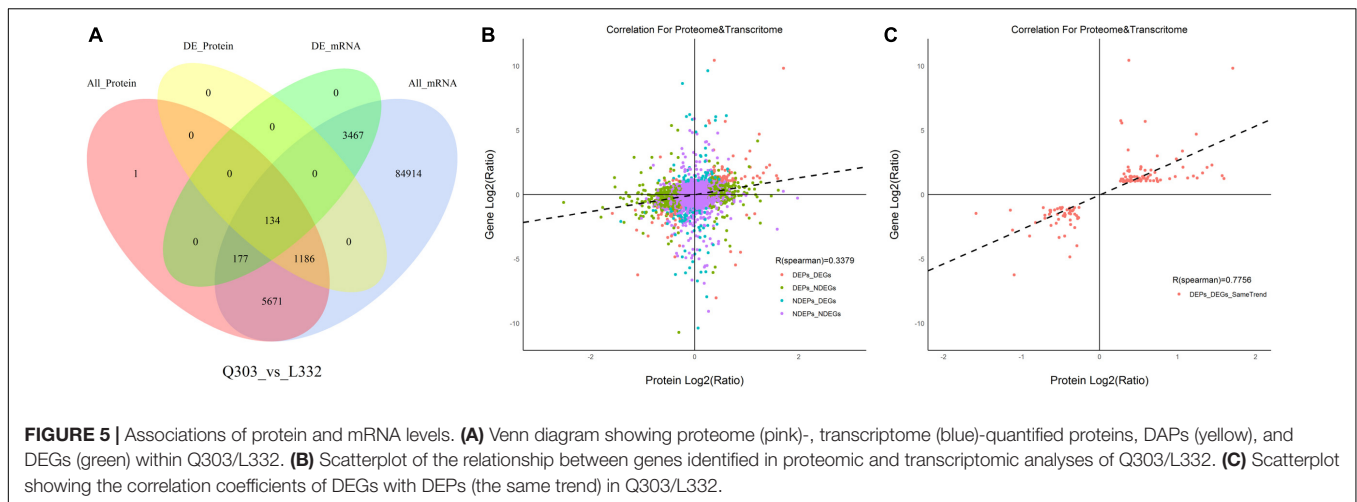 A
DE_Protein
DE_mRNA
All_Protein
All_mRNA
0
0
0
0
3467
1
0
0
84914
134
0
0
177
1186
5671
Q303_vs_L332
B
Correlation For Proteome&Transcritome
10
5
0
-5
-10
Gene Log2(Ratio)
R(spearman)=0.3379
DEPs_DEGs
DEPs_NDEGs
NDEPs_DEGs
NDEPs_NDEGs
-2
0
2
Protein Log2(Ratio)
C
Correlation For Proteome&Transcritome
10
5
0
-5
-10
Gene Log2(Ratio)
R(spearman)=0.7756
DEPs_DEGs_SameTrend
-2
-1
0
1
2
Protein Log2(Ratio)
FIGURE 5 | Associations of protein and mRNA levels. (A) Venn diagram showing proteome (pink)-, transcriptome (blue)-quantified proteins, DAPs (yellow), and
DEGs (green) within Q303/L332. (B) Scatterplot of the relationship between genes identified in proteomic and transcriptomic analyses of Q303/L332. (C) Scatterplot
showing the correlation coefficients of DEGs with DEPs (the same trend) in Q303/L332.